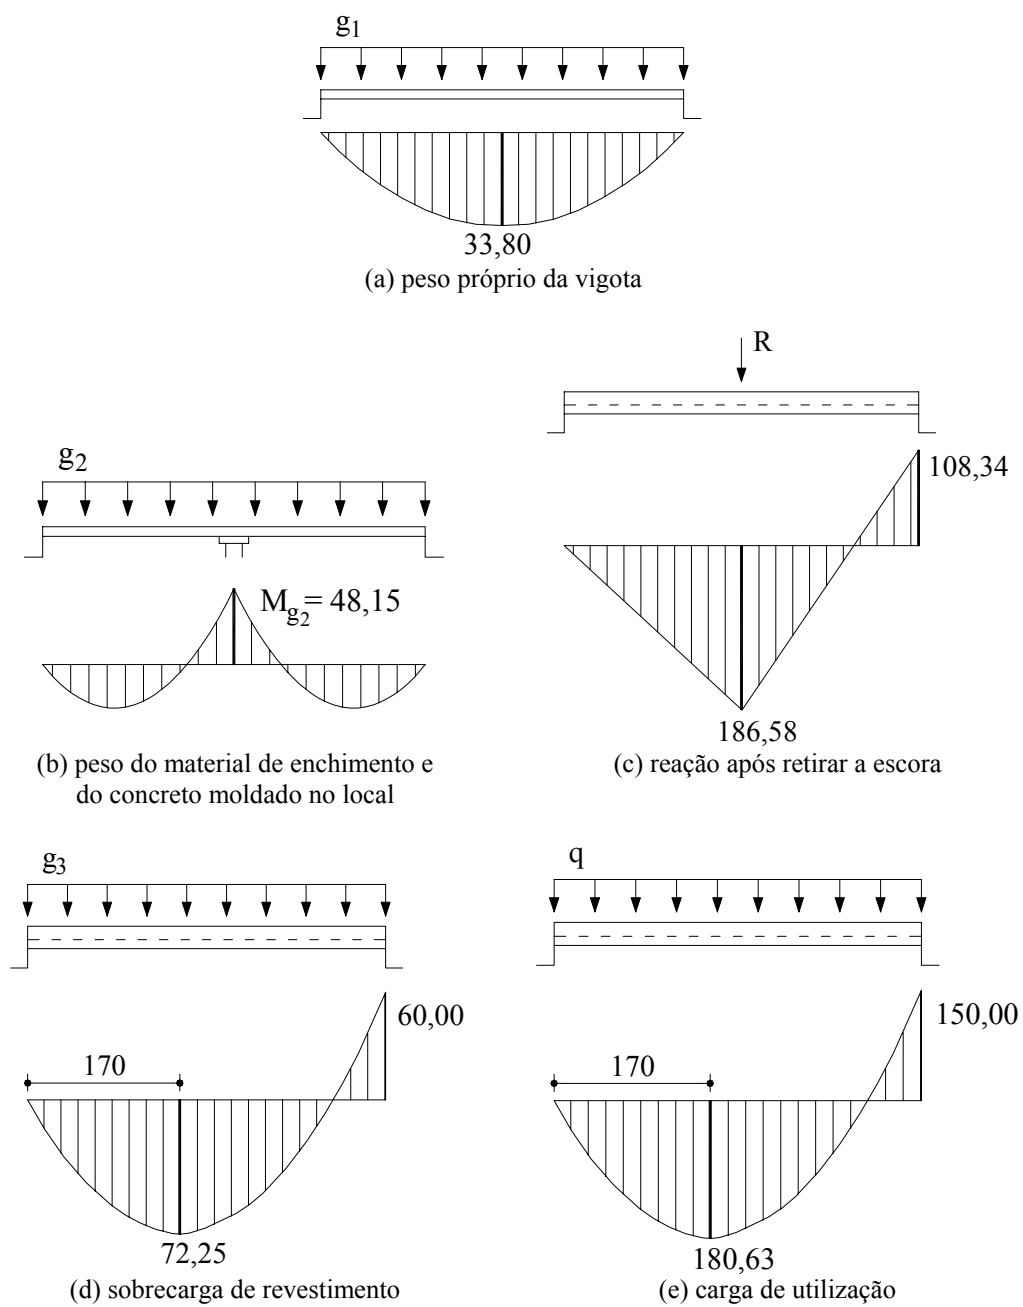 g1
33,80
(a) peso próprio da vigota
R
108,34
186,58
(c) reação após retirar a escora
g2
Mg2= 48,15
(b) peso do material de enchimento e
do concreto moldado no local
g3
60,00
170
72,25
(d) sobrecarga de revestimento
q
150,00
170
180,63
(e) carga de utilização